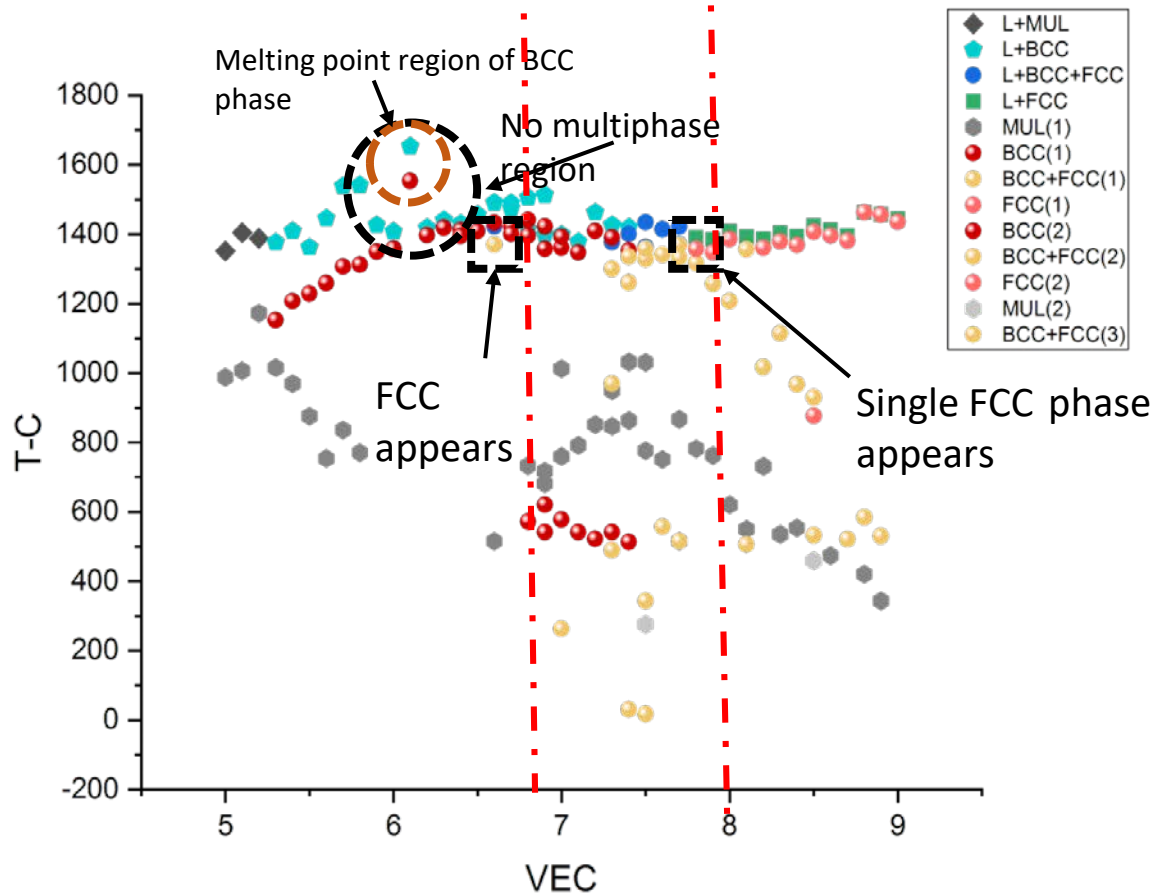 Melting point region of BCC
phase
No multiphase
region
L+MUL
L+BCC
L+BCC+FCC
L+FCC
MUL(1)
BCC(1)
BCC+FCC(1)
FCC(1)
BCC(2)
BCC+FCC(2)
FCC(2)
MUL(2)
BCC+FCC(3)
1800
1600
1400
1200
1000
800
600
400
200
0
-200
T-C
FCC
appears
Single FCC phase
appears
5
6
7
8
9
VEC